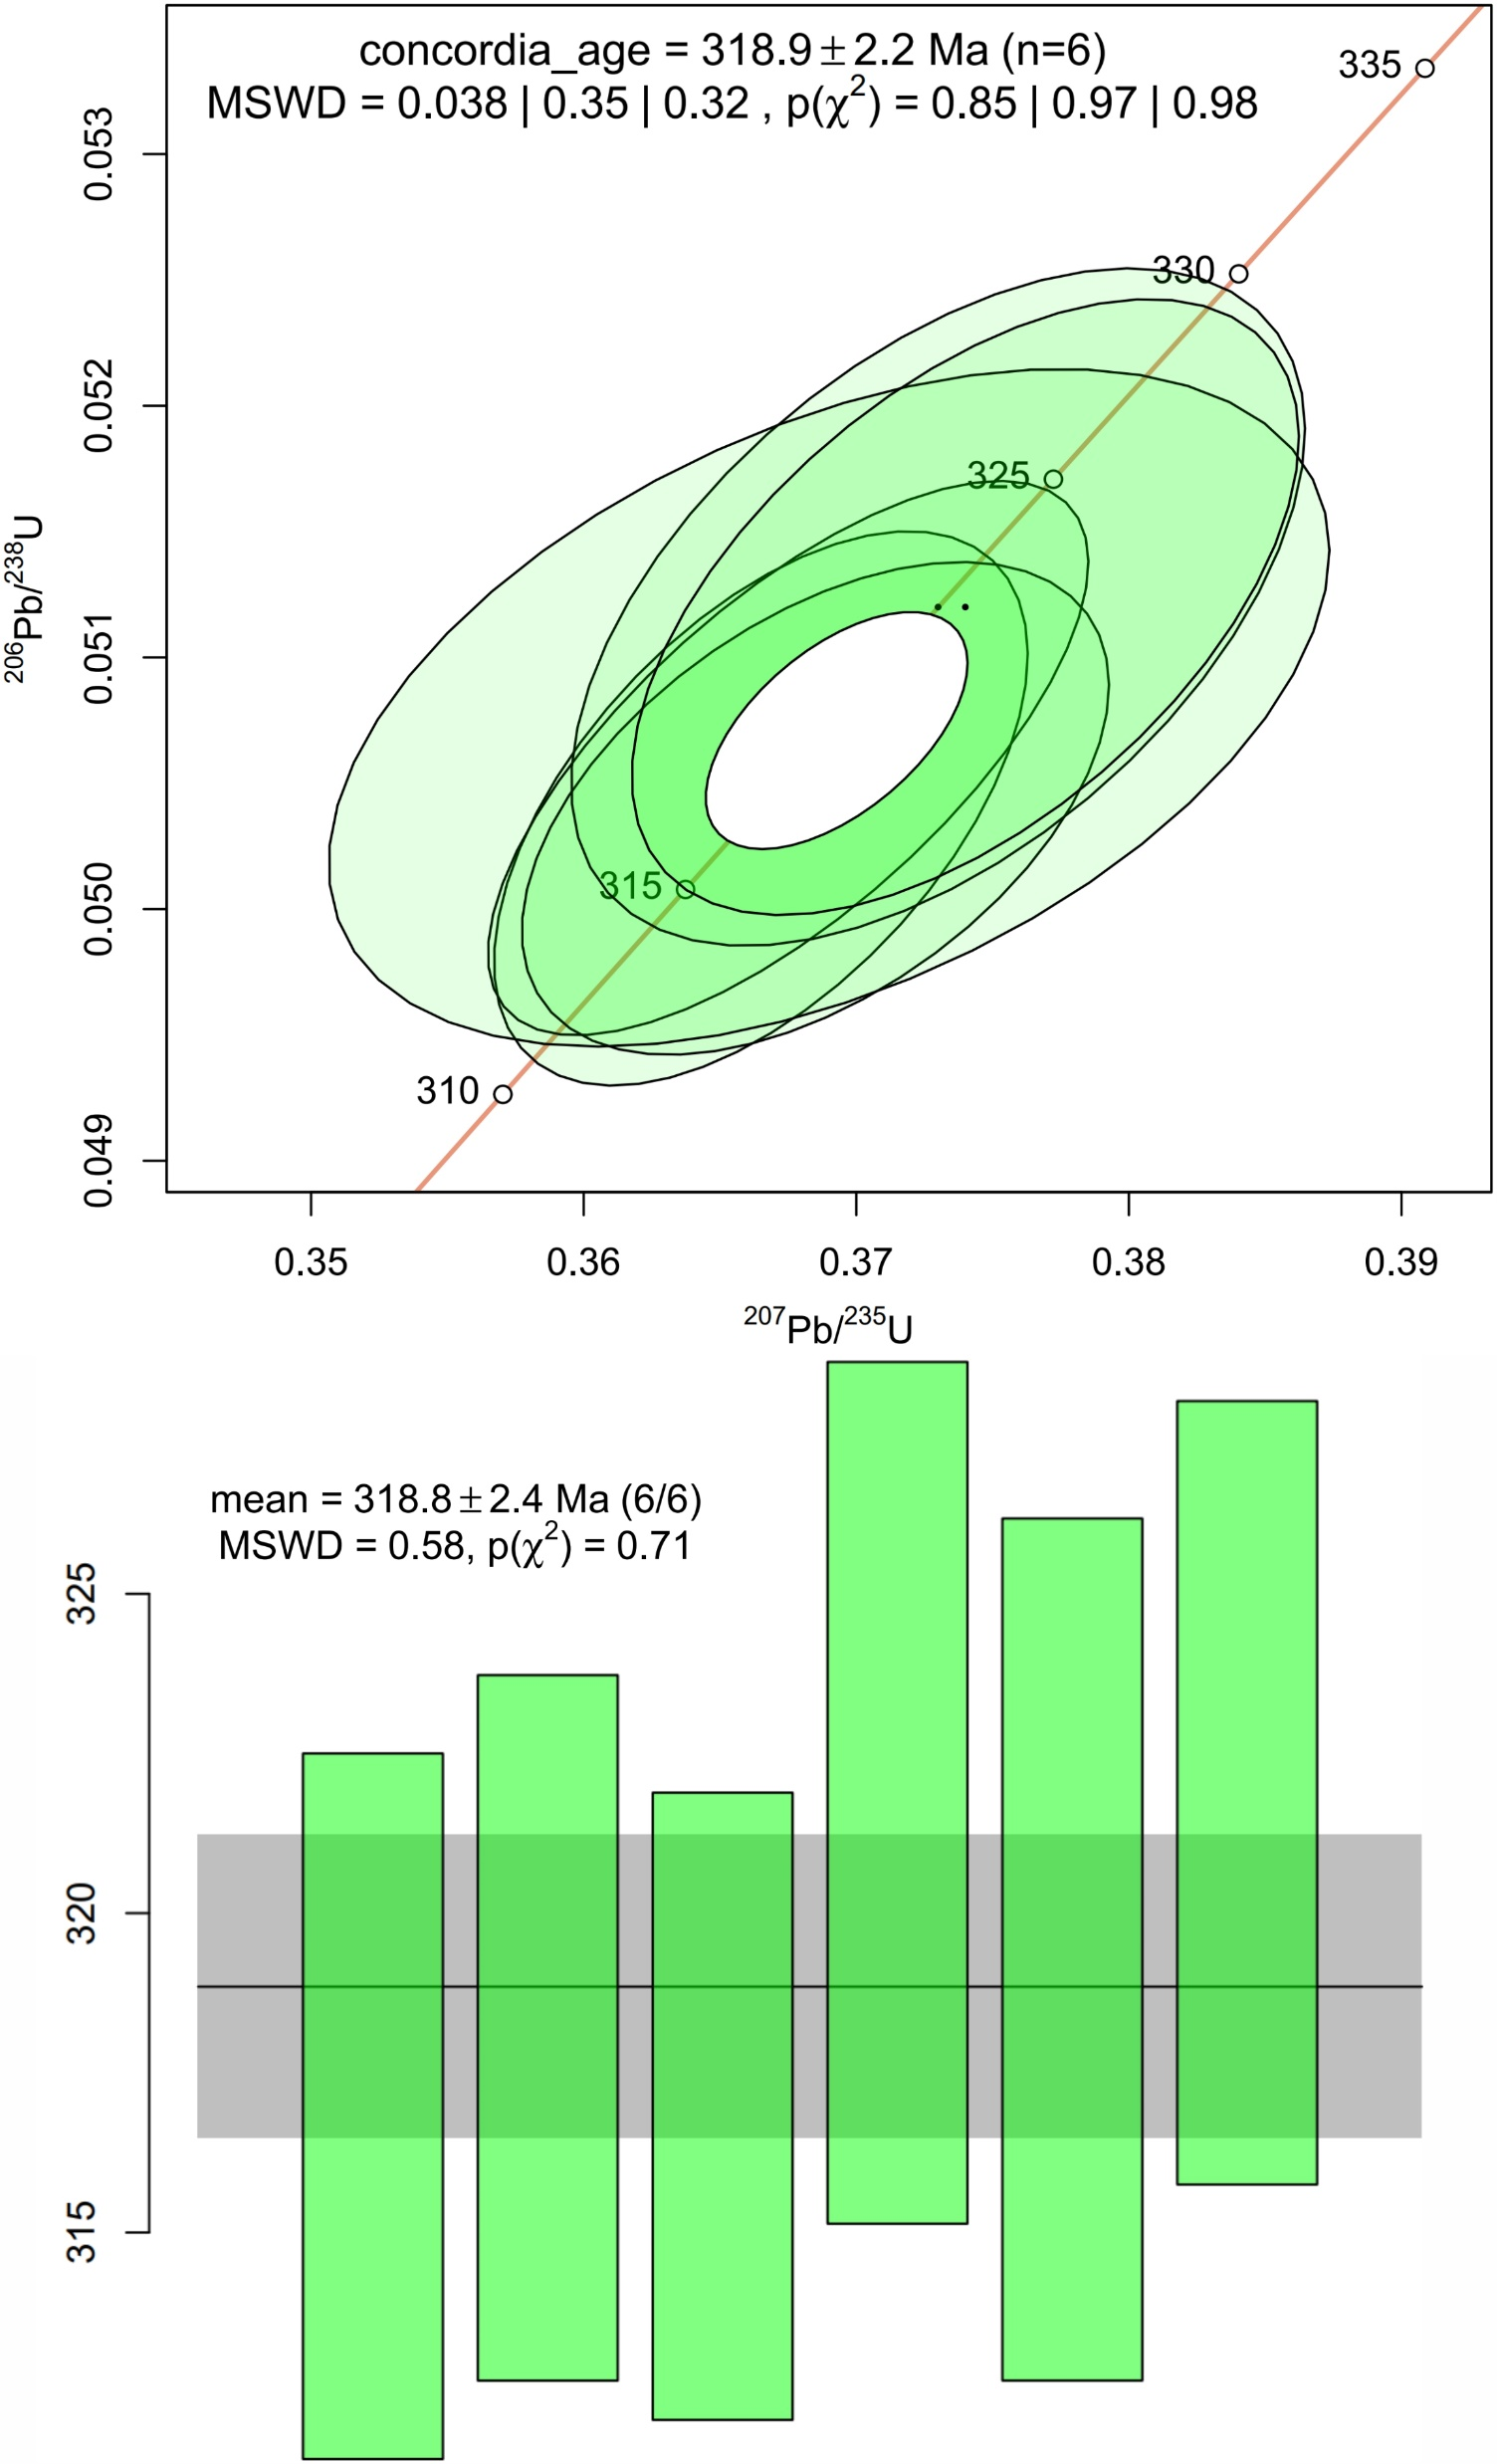 concordia_age = 318.9 ± 2.2 Ma (n=6)
MSWD = 0.038 | 0.35 | 0.32 , p(χ²) = 0.85 | 0.97 | 0.98
335
330
325
315
310
0.053
0.052
0.051
0.050
0.049
²⁰⁶Pb/²³⁸U
0.35 0.36 0.37 0.38 0.39
²⁰⁷Pb/²³⁵U
mean = 318.8 ± 2.4 Ma (6/6)
MSWD = 0.58, p(χ²) = 0.71
325
320
315